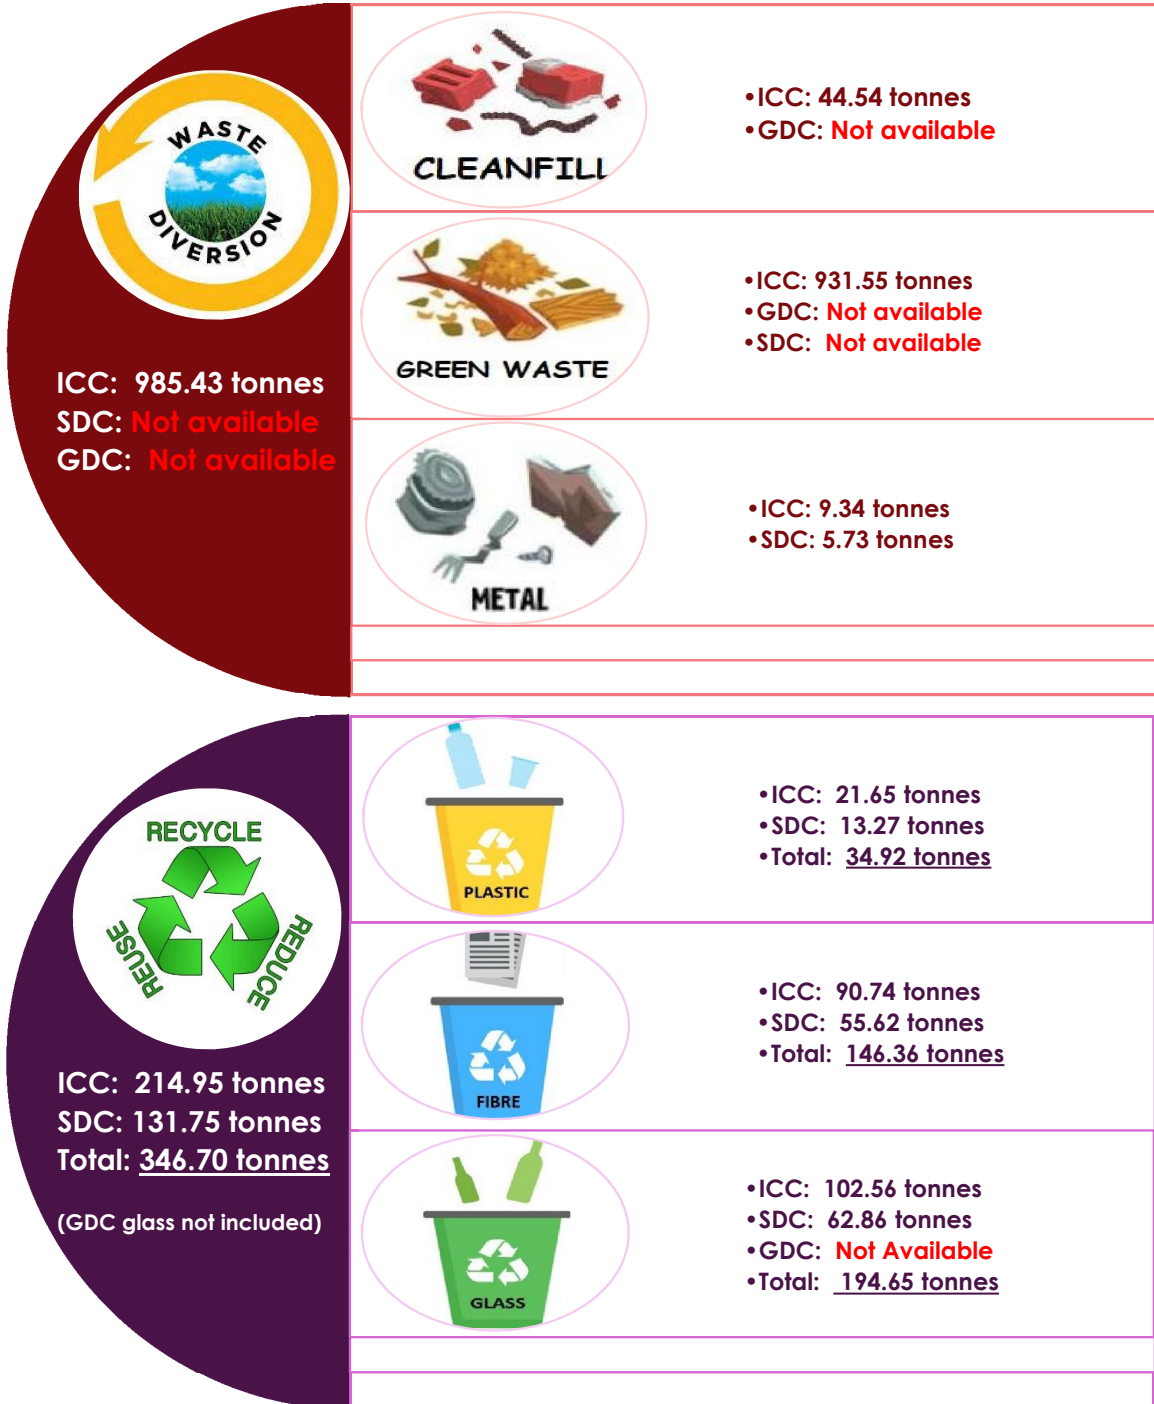 WASTE
DIVERSION
ICC: 985.43 tonnes
SDC: Not available
GDC: Not available
CLEANFILL
•ICC: 44.54 tonnes
•GDC: Not available
GREEN WASTE
•ICC: 931.55 tonnes
•GDC: Not available
•SDC: Not available
METAL
•ICC: 9.34 tonnes
•SDC: 5.73 tonnes
RECYCLE
REUSE
REDUCE
ICC: 214.95 tonnes
SDC: 131.75 tonnes
Total: 346.70 tonnes
(GDC glass not included)
PLASTIC
•ICC: 21.65 tonnes
•SDC: 13.27 tonnes
•Total: 34.92 tonnes
FIBRE
•ICC: 90.74 tonnes
•SDC: 55.62 tonnes
•Total: 146.36 tonnes
GLASS
•ICC: 102.56 tonnes
•SDC: 62.86 tonnes
•GDC: Not Available
•Total: 194.65 tonnes